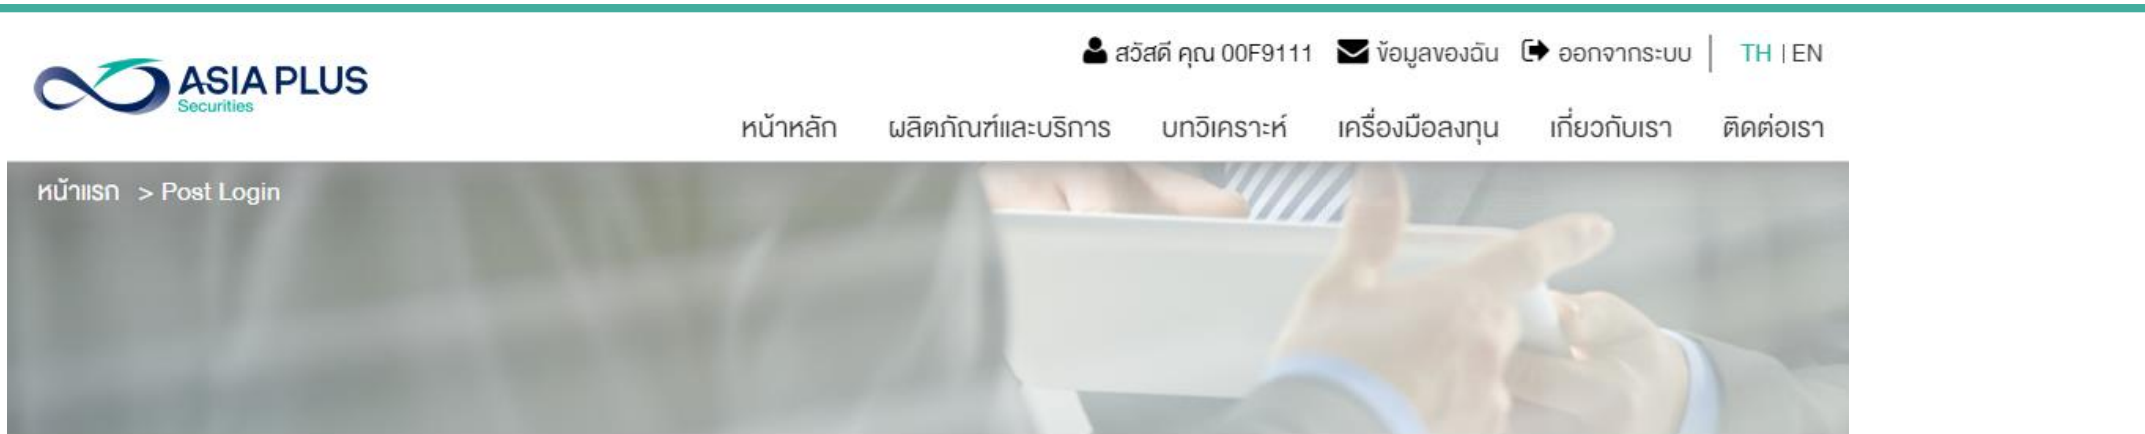 สวัสดี คุณ 00F9111 ข้อมูลของฉัน ออกจากระบบ | TH | EN
ASIA PLUS
Securities
หน้าหลัก ผลิตภัณฑ์และบริการ บทวิเคราะห์ เครื่องมือลงทุน เกี่ยวกับเรา ติดต่อเรา
หน้าแรก > Post Login